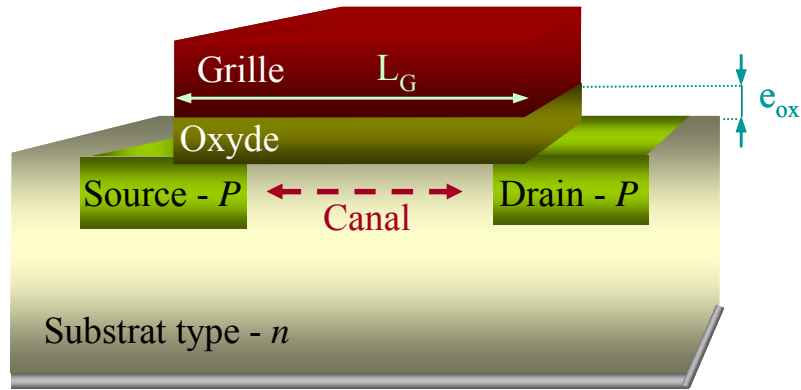 Grille
L_G
e_ox
Oxyde
Source - P
Canal
Drain - P
Substrat type - n